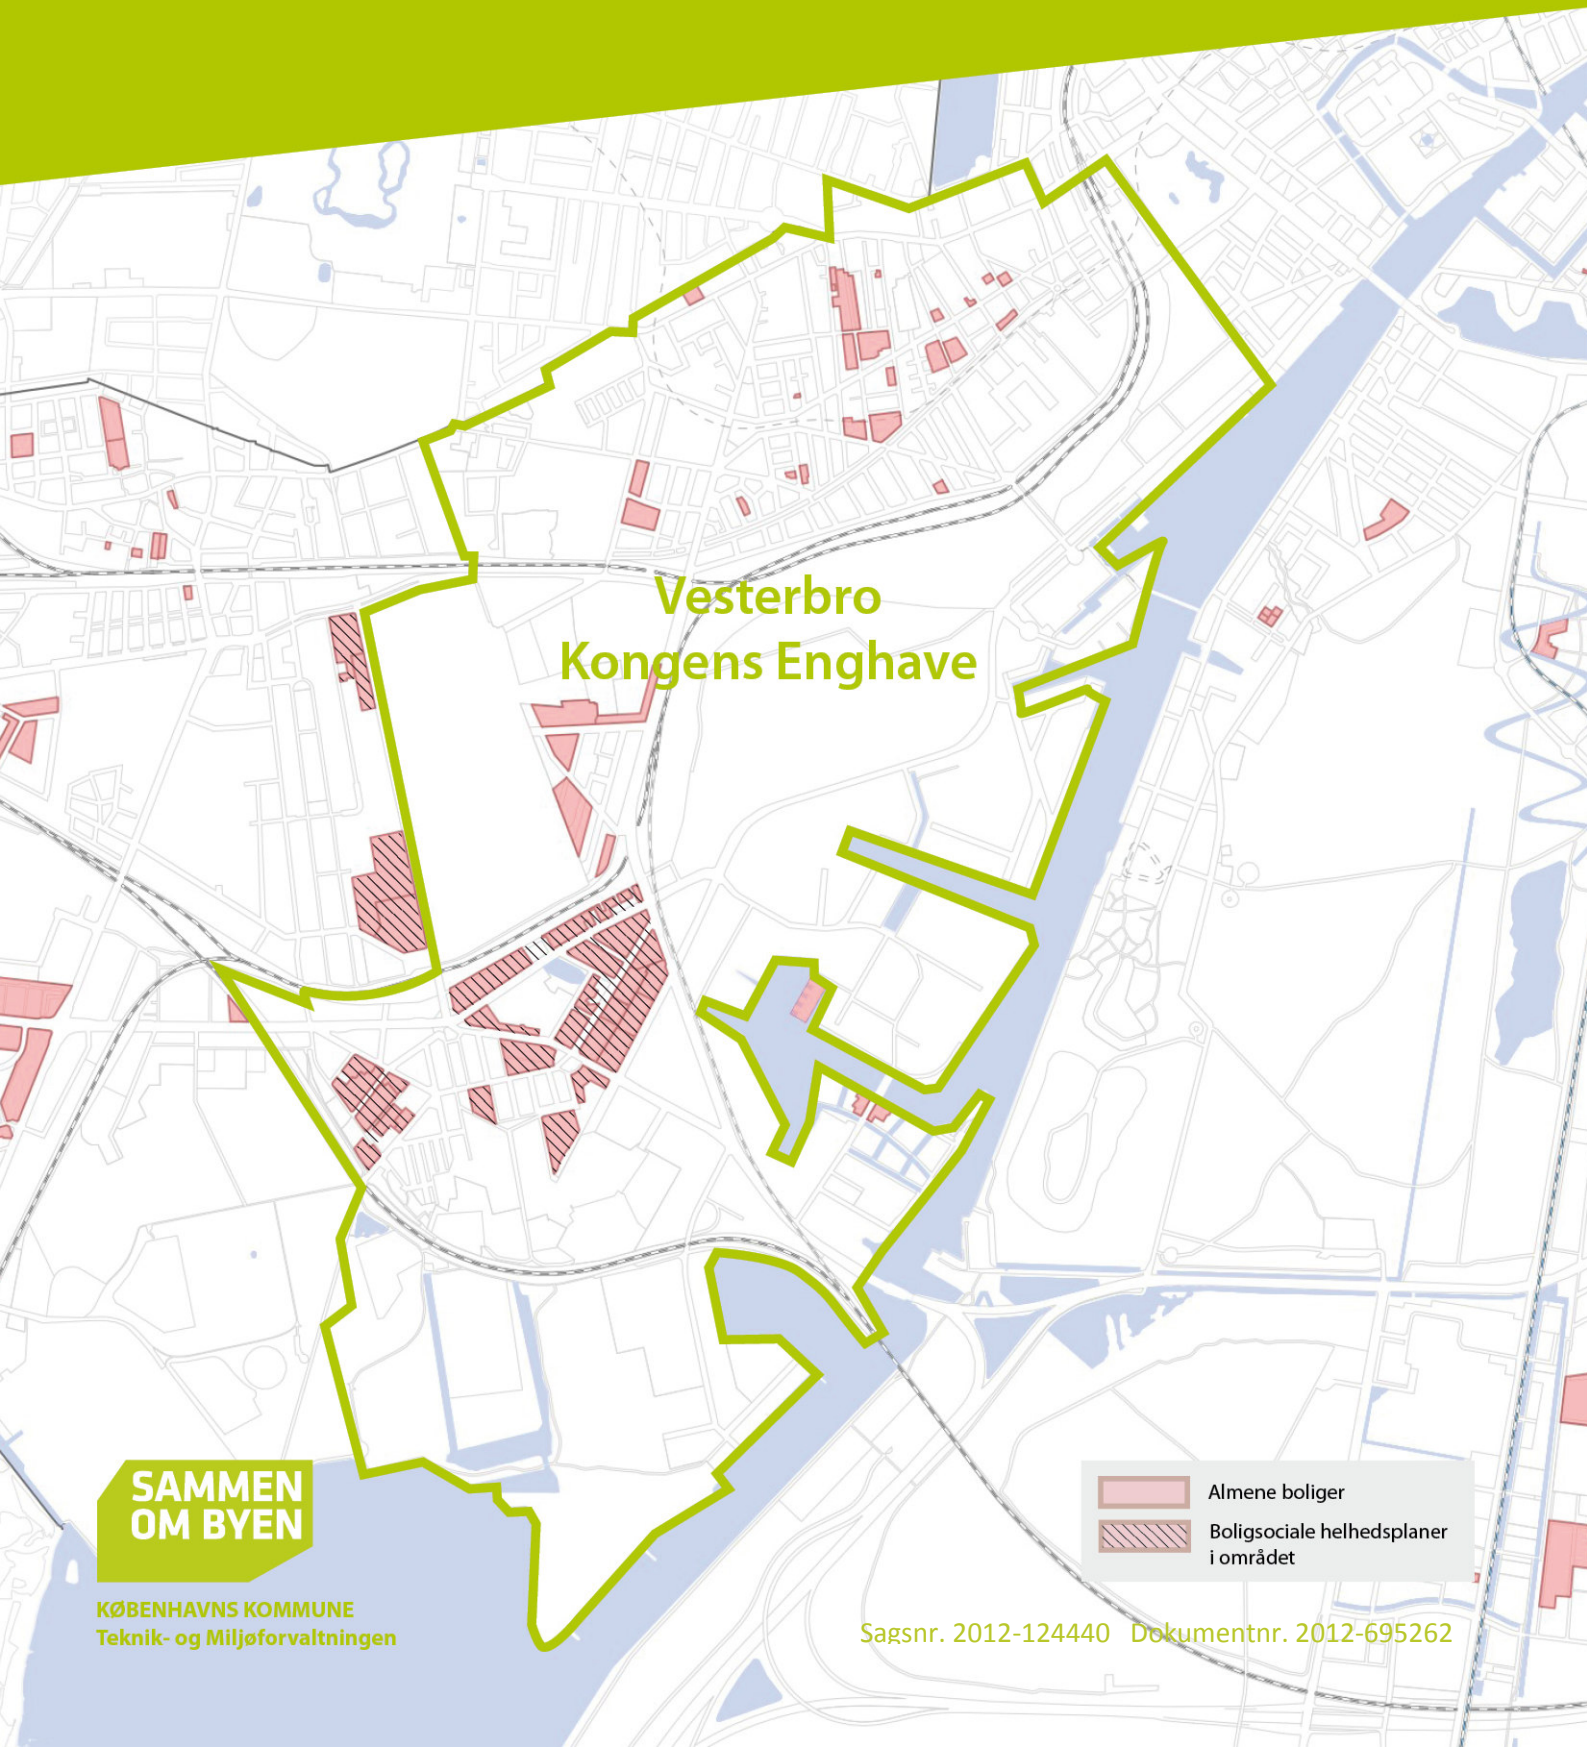 Vesterbro
Kongens Enghave
SAMMEN
OM BYEN
KØBENHAVNS KOMMUNE
Teknik- og Miljøforvaltningen
Almene boliger
Boligsociale helhedsplaner
i området
Sagsnr. 2012-124440 Dokumentnr. 2012-695262